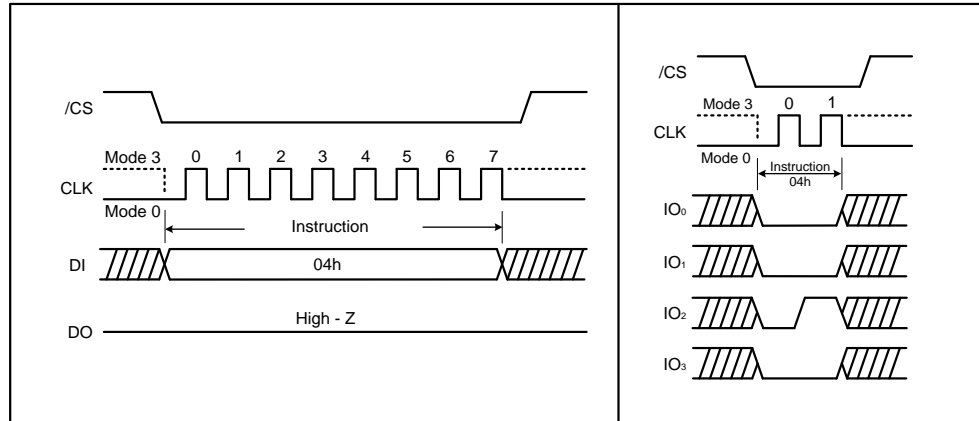 /CS
Mode 3 0 1 2 3 4 5 6 7
CLK
Mode 0
Instruction
DI 04h
High - Z
DO
/CS
Mode 3 0 1
CLK
Mode 0
Instruction
04h
IO₀
IO₁
IO₂
IO₃